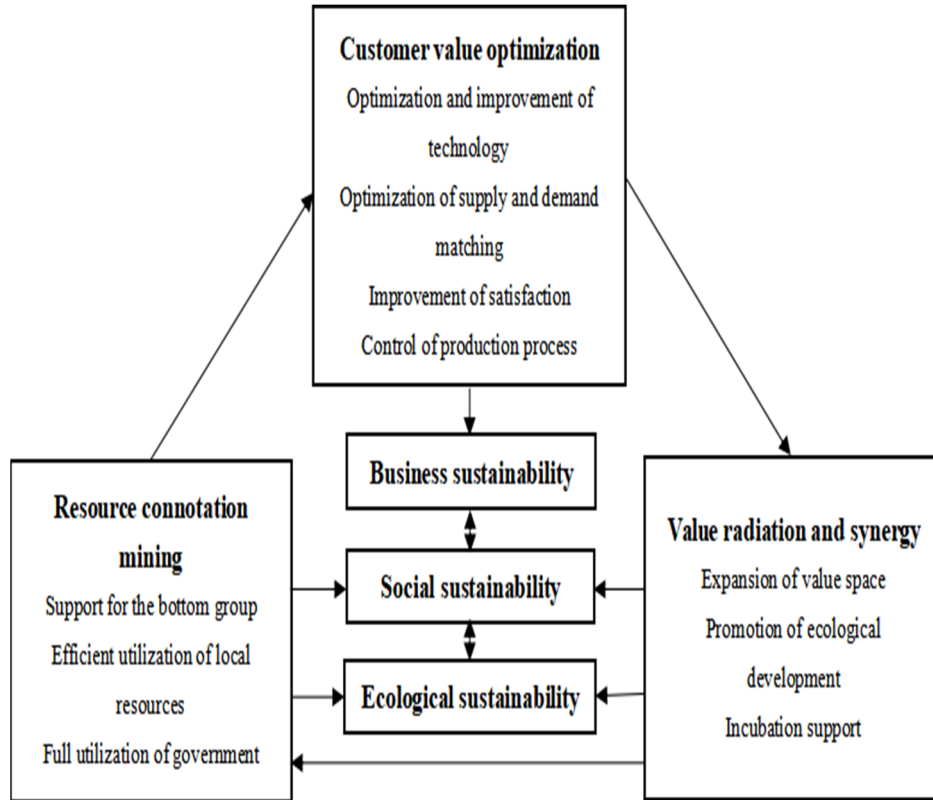 Customer value optimization
Optimization and improvement of
technology
Optimization of supply and demand
matching
Improvement of satisfaction
Control of production process
Business sustainability
Resource connotation
mining
Support for the bottom group
Efficient utilization of local
resources
Full utilization of government
Social sustainability
Ecological sustainability
Value radiation and synergy
Expansion of value space
Promotion of ecological
development
Incubation support